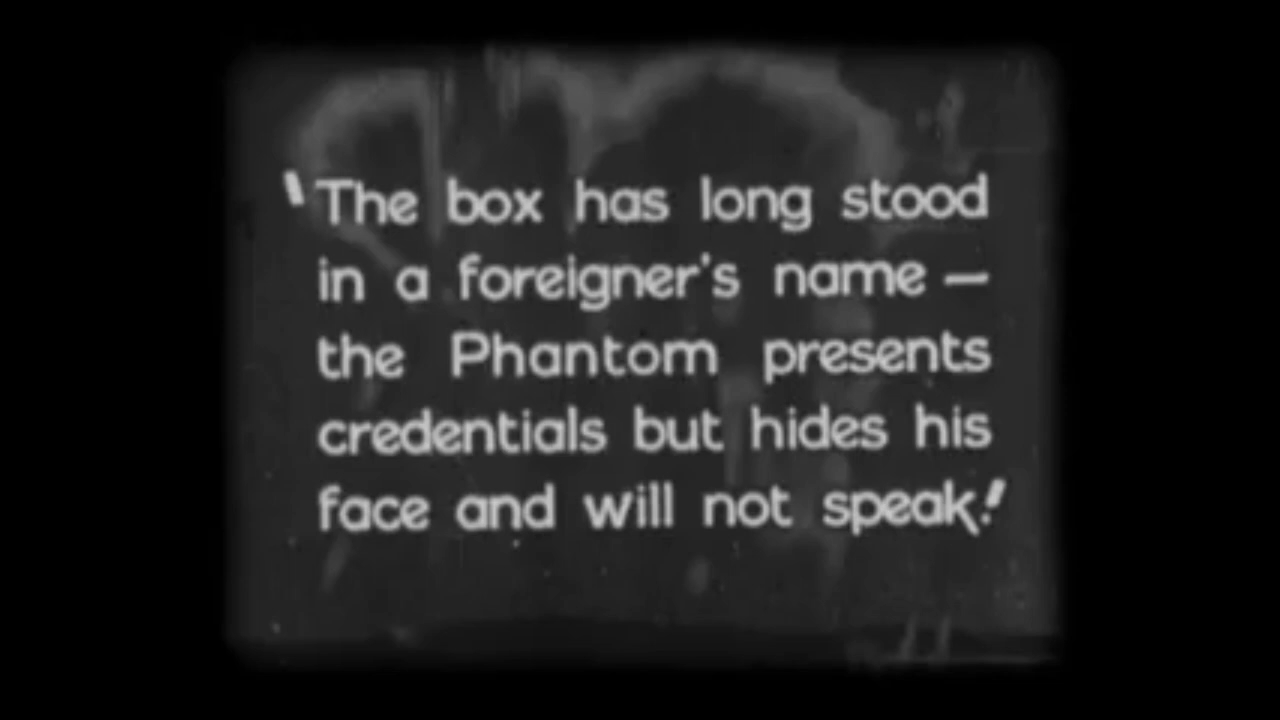 'The box has long stood
in a foreigner's name —
the Phantom presents
credentials but hides his
face and will not speak.'